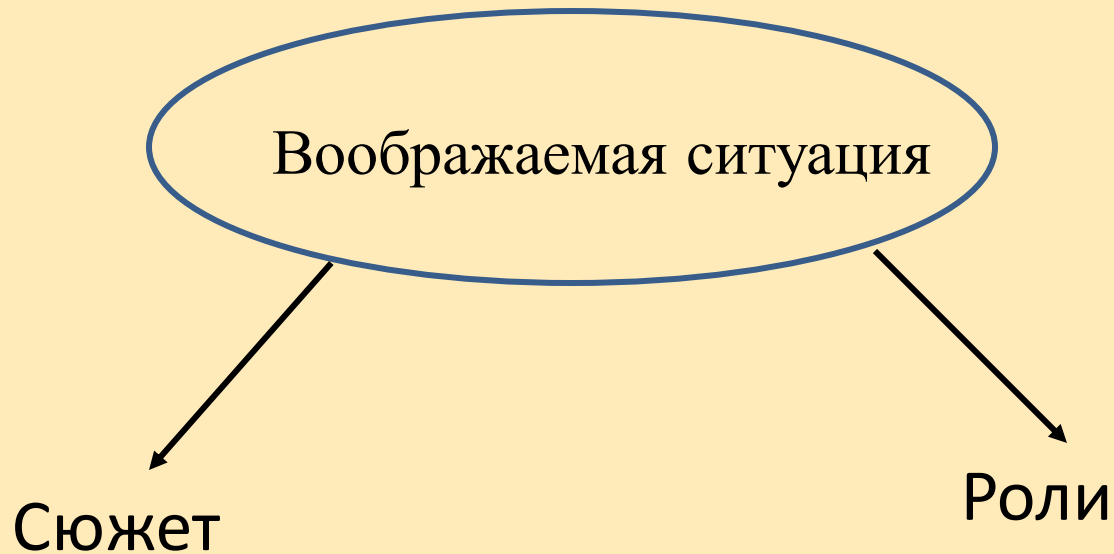 Воображаемая ситуация
Сюжет
Роли